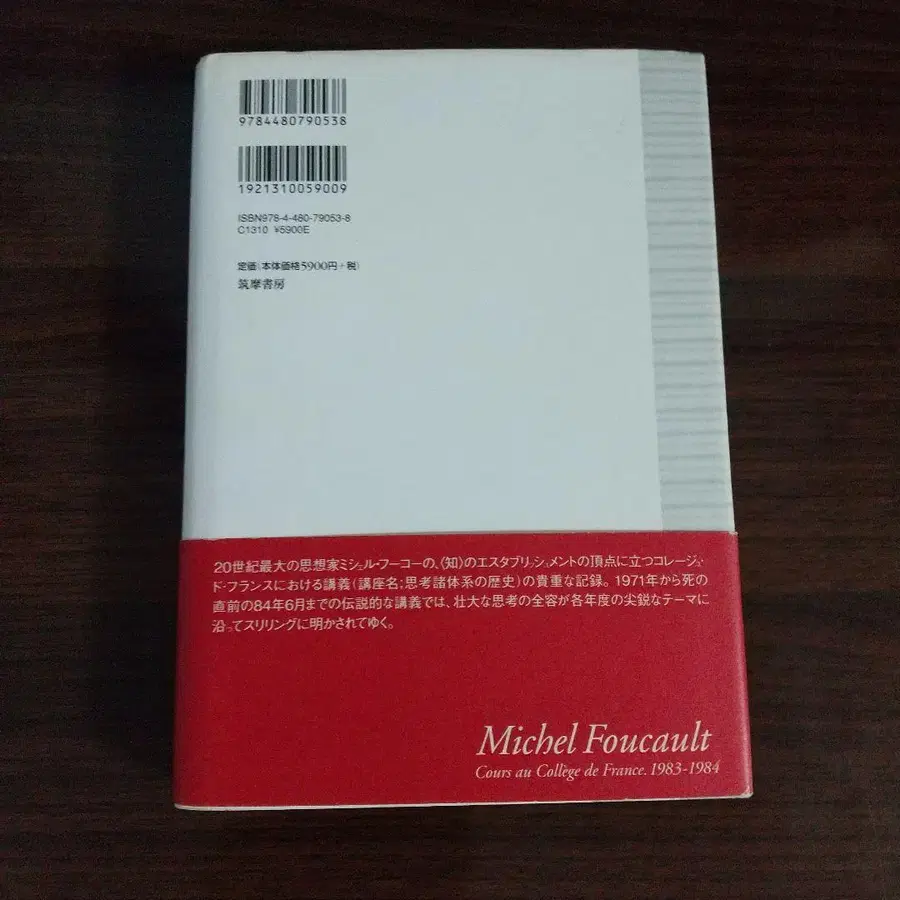 9784480790538
1921310059009
ISBN978-4-480-79053-8
C1310 ¥5900E
定価(本体価格5900円+税)
筑摩書房
20世紀最大の思想家ミシェル・フーコーの、〈知〉のエスタブリッシュメントの頂点に立つコレージュ・
ド・フランスにおける講義(講座名;思考諸体系の歴史)の貴重な記録。1971年から死の
直前の84年6月までの伝説的な講義では、壮大な思考の全容が各年度の尖鋭なテーマに
沿ってスリリングに明かされてゆく。
Michel Foucault
Cours au Collège de France. 1983-1984